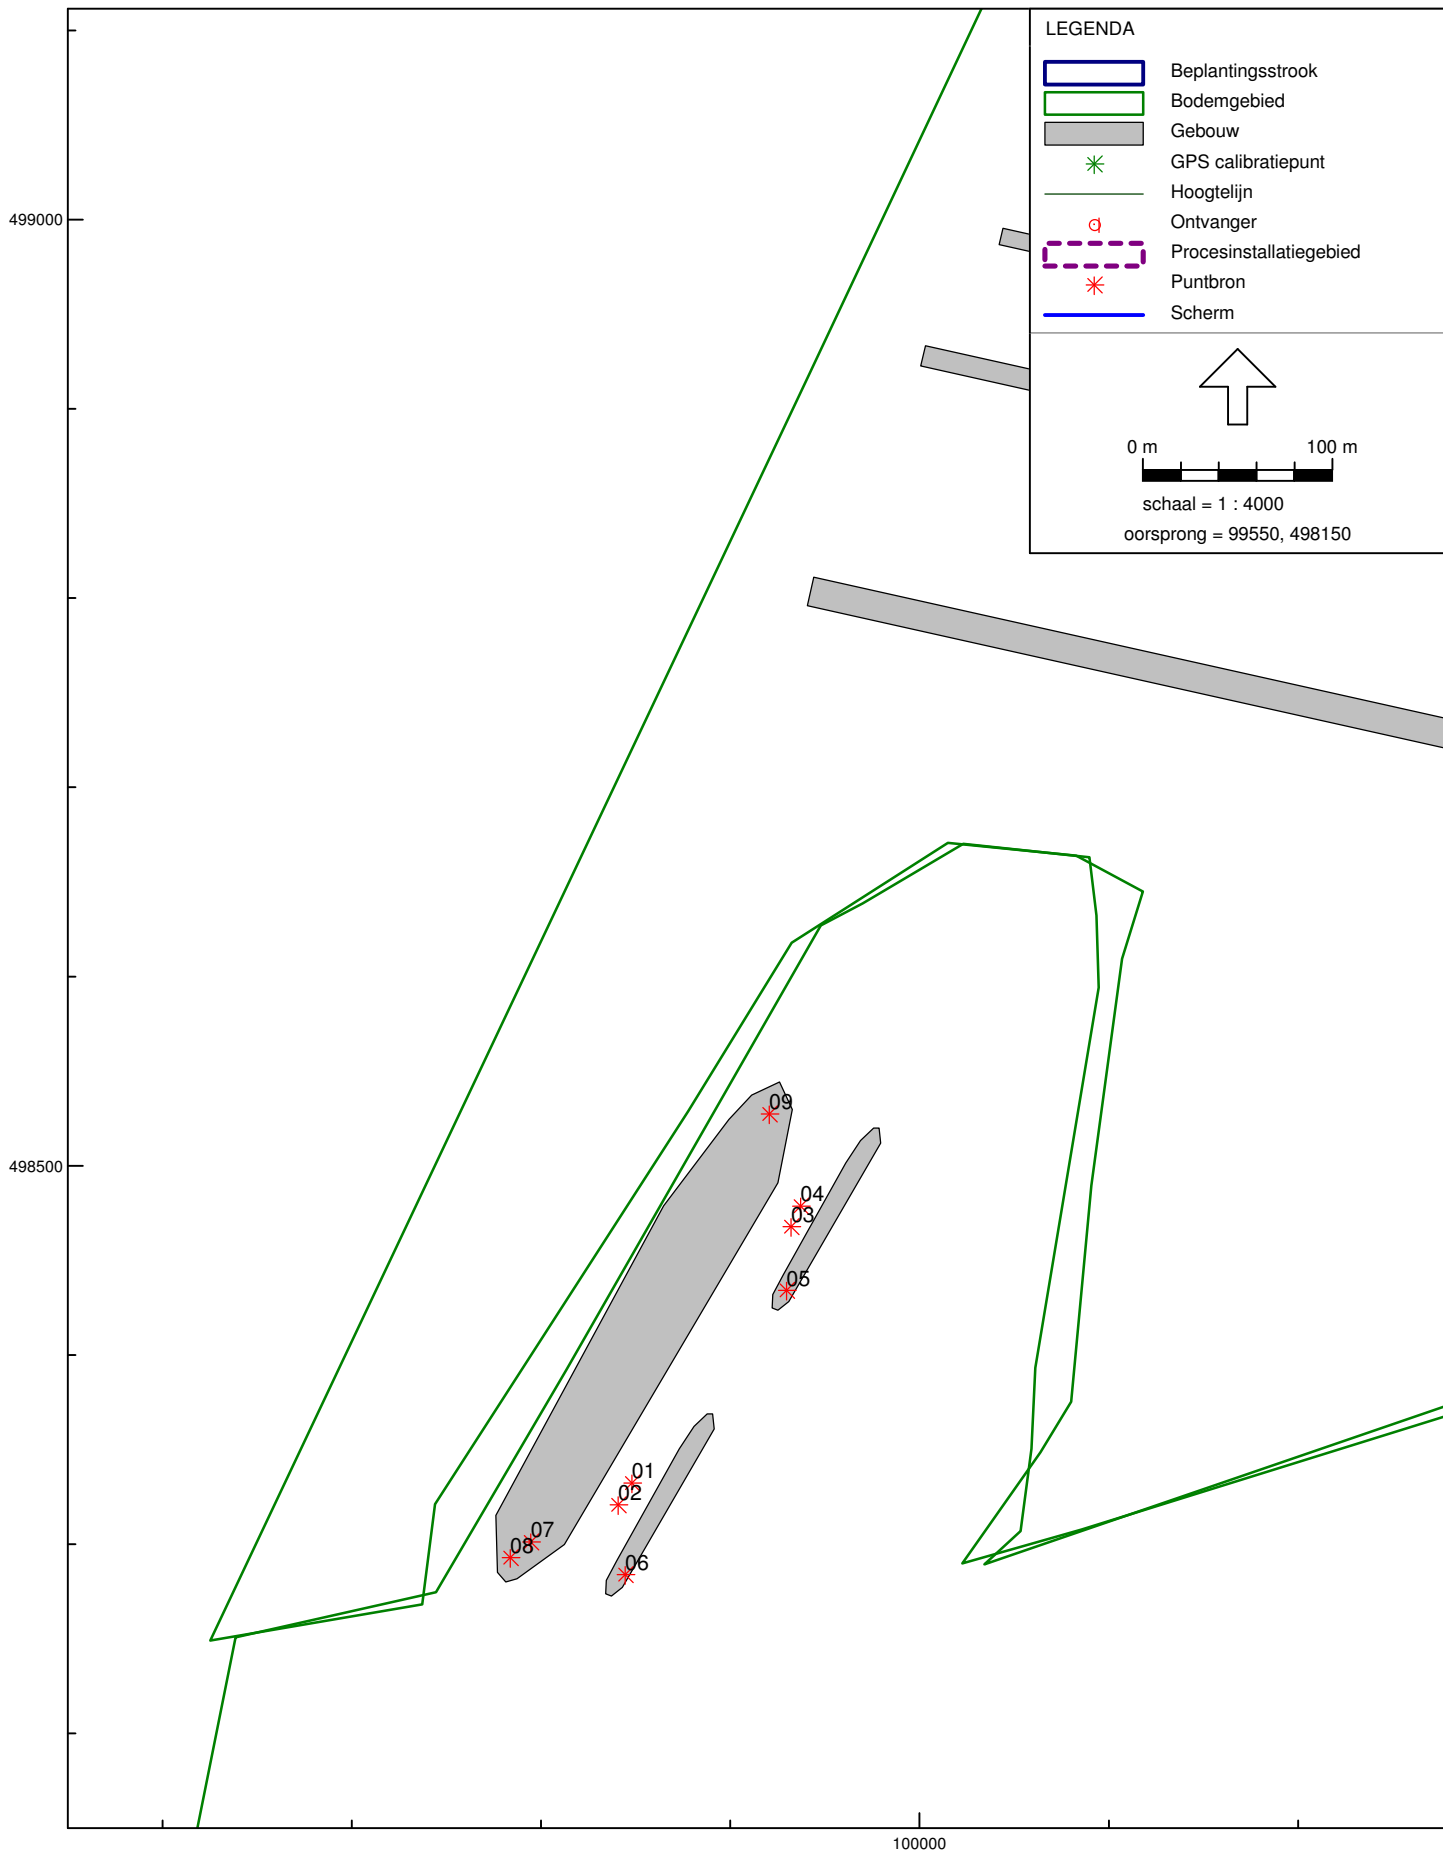 LEGENDA
Beplantingsstrook
Bodemgebied
Gebouw
GPS calibratiepunt
Hoogtelijn
Ontvanger
Procesinstallatiegebied
Puntbron
Scherm
0 m 100 m
schaal = 1 : 4000
oorsprong = 99550, 498150
499000
498500
09
04
03
05
01
02
07
08
06
100000